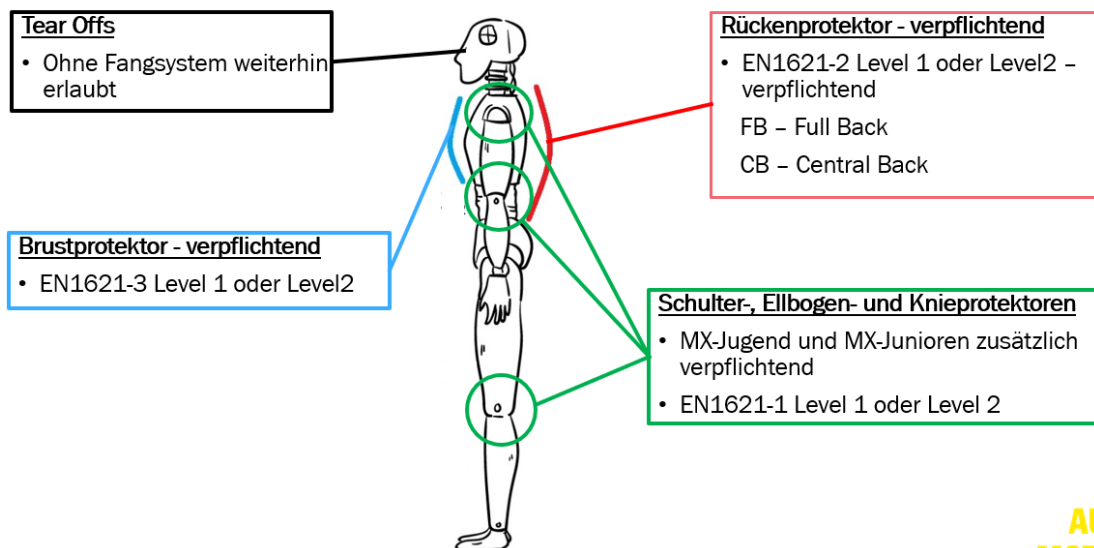 Tear Offs
• Ohne Fangsystem weiterhin
erlaubt
Rückenprotektor - verpflichtend
• EN1621-2 Level 1 oder Level2 –
verpflichtend
FB – Full Back
CB – Central Back
Brustprotektor - verpflichtend
• EN1621-3 Level 1 oder Level2
Schulter-, Ellbogen- und Knieprotektoren
• MX-Jugend und MX-Junioren zusätzlich
verpflichtend
• EN1621-1 Level 1 oder Level 2